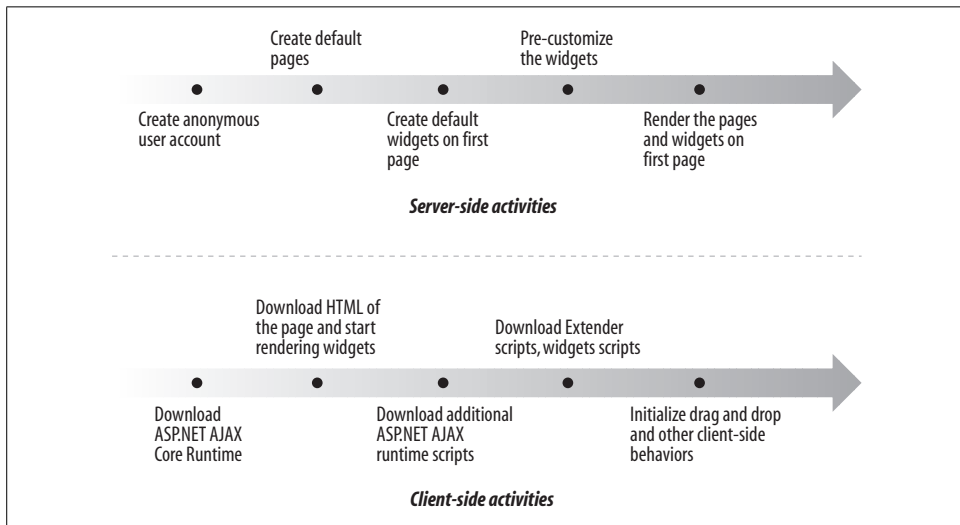 Create default
pages
Pre-customize
the widgets
Create anonymous
user account
Create default
widgets on first
page
Render the pages
and widgets on
first page
Server-side activities
Download HTML of
the page and start
rendering widgets
Download Extender
scripts, widgets scripts
Download
ASP.NET AJAX
Core Runtime
Download additional
ASP.NET AJAX
runtime scripts
Initialize drag and drop
and other client-side
behaviors
Client-side activities